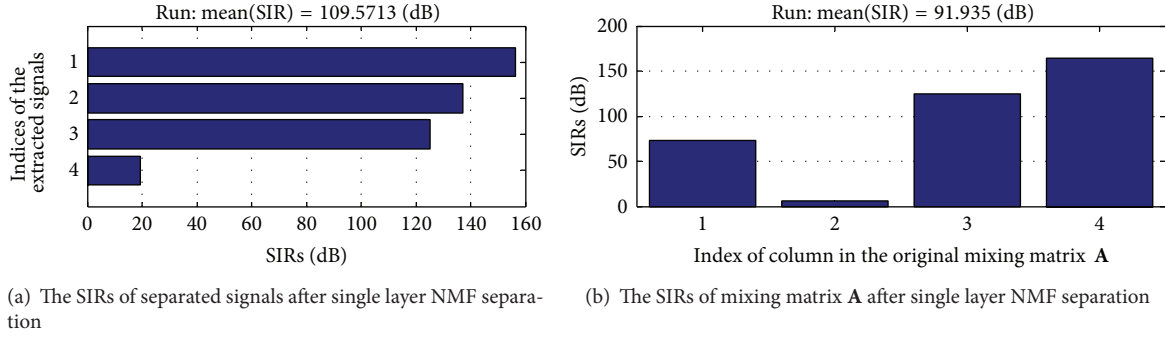 Run: mean(SIR) = 109.5713 (dB)
Indices of the
extracted signals
1
2
3
4
0 20 40 60 80 100 120 140 160
SIRs (dB)
(a) The SIRs of separated signals after single layer NMF separa-
tion
Run: mean(SIR) = 91.935 (dB)
SIRs (dB)
200
150
100
50
0
1 2 3 4
Index of column in the original mixing matrix A
(b) The SIRs of mixing matrix A after single layer NMF separation